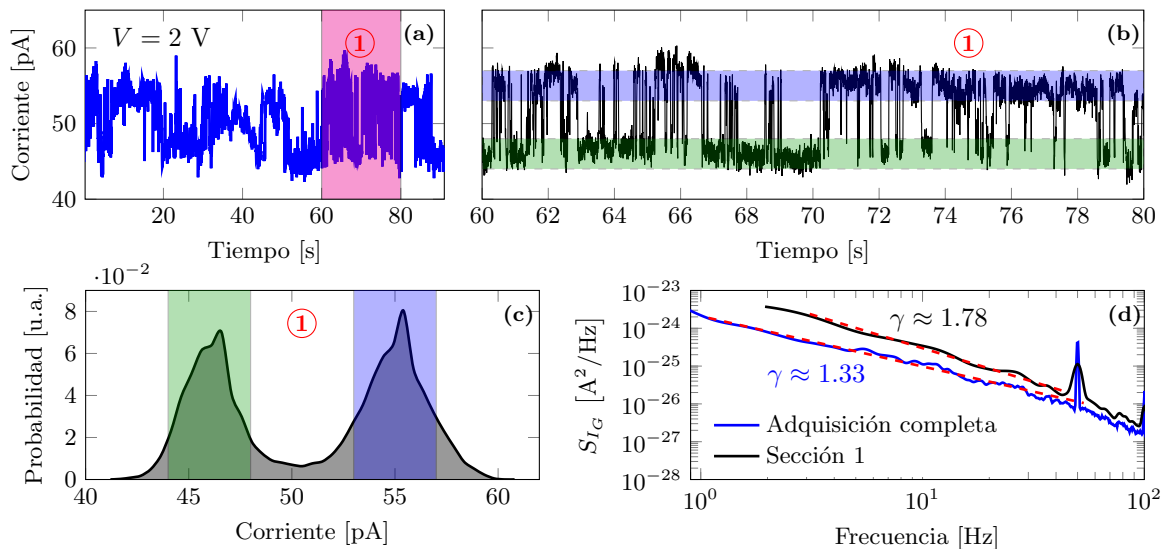 V = 2 V
①
(a)
60
50
40
Corriente [pA]
20
40
60
80
Tiempo [s]
①
(b)
60
62
64
66
68
70
72
74
76
78
80
Tiempo [s]
·10⁻²
8
6
4
2
0
Probabilidad [u.a.]
①
(c)
40
45
50
55
60
Corriente [pA]
10⁻²³
10⁻²⁴
10⁻²⁵
10⁻²⁶
10⁻²⁷
10⁻²⁸
S_{I_G} [A²/Hz]
γ ≈ 1.78
(d)
γ ≈ 1.33
Adquisición completa
Sección 1
10⁰
10¹
10²
Frecuencia [Hz]